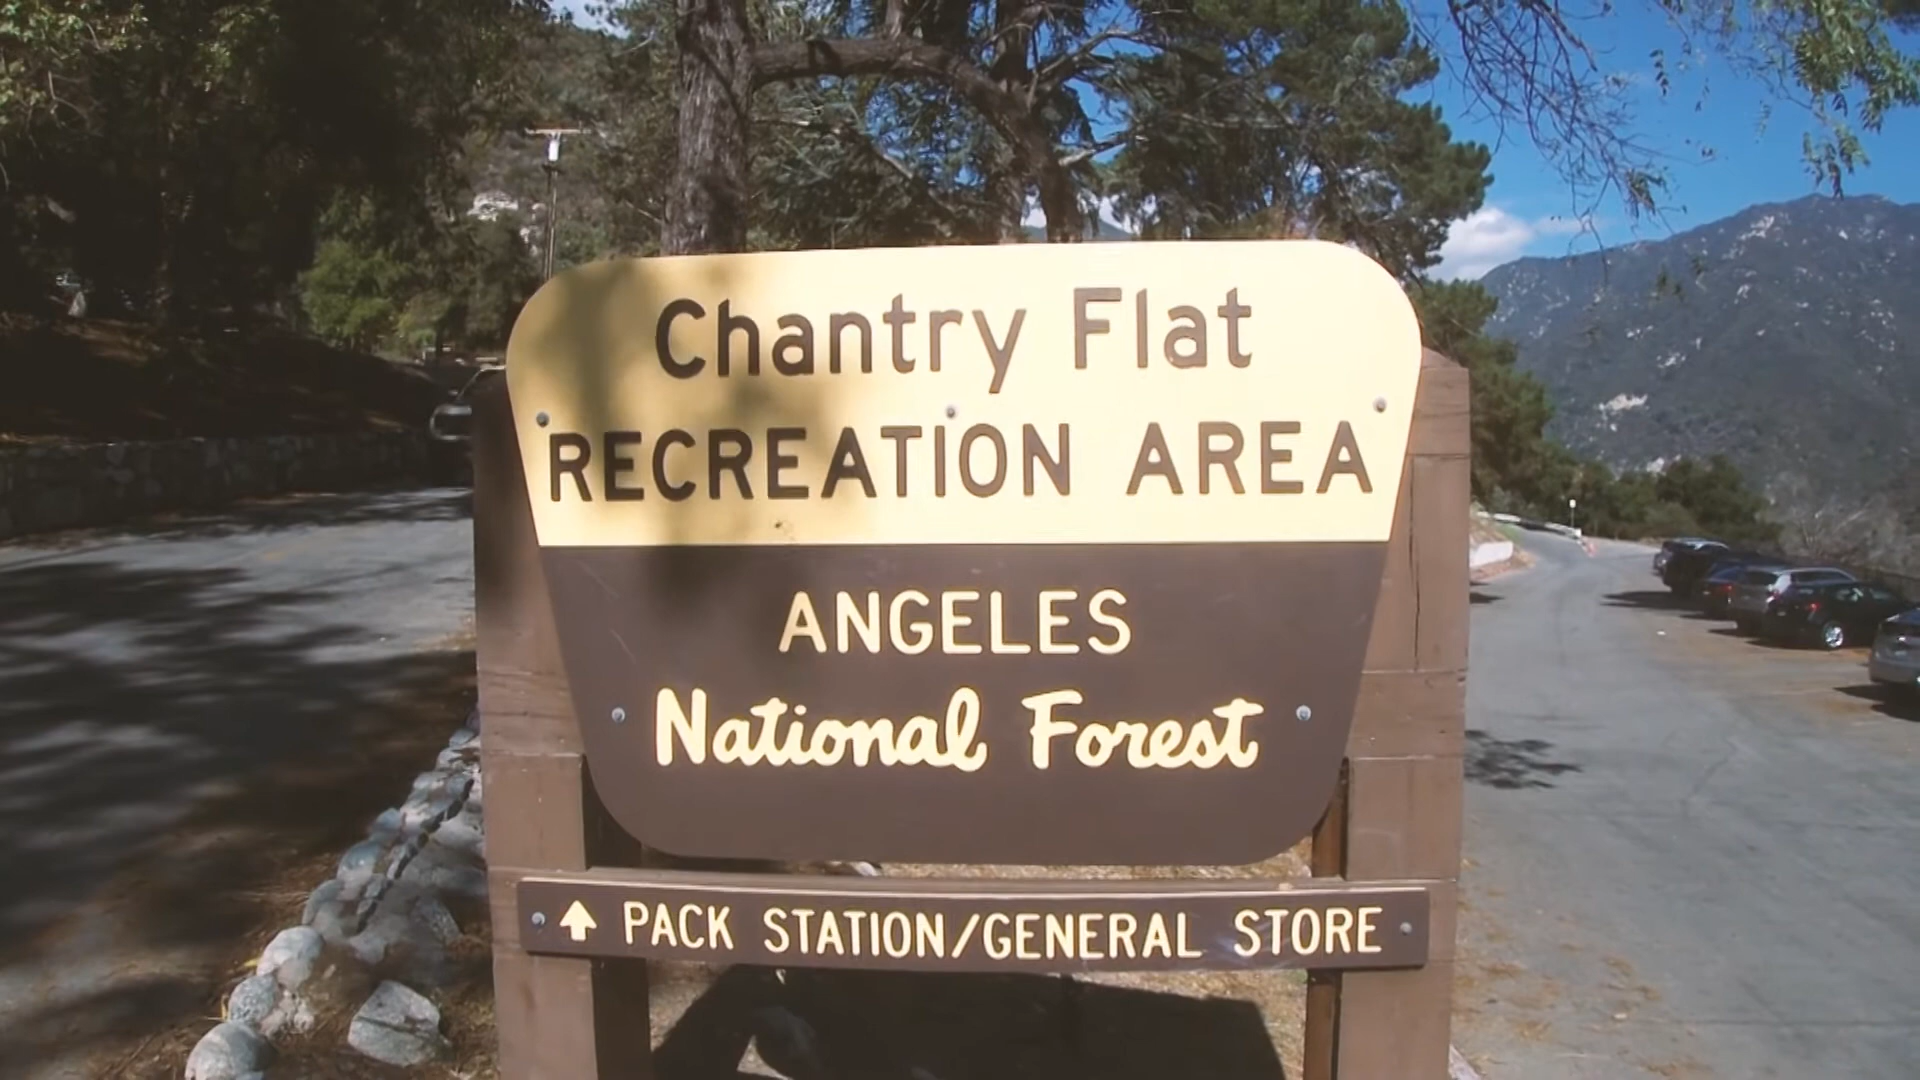 Chantry Flat
RECREATION AREA
ANGELES
National Forest
↑ PACK STATION/GENERAL STORE